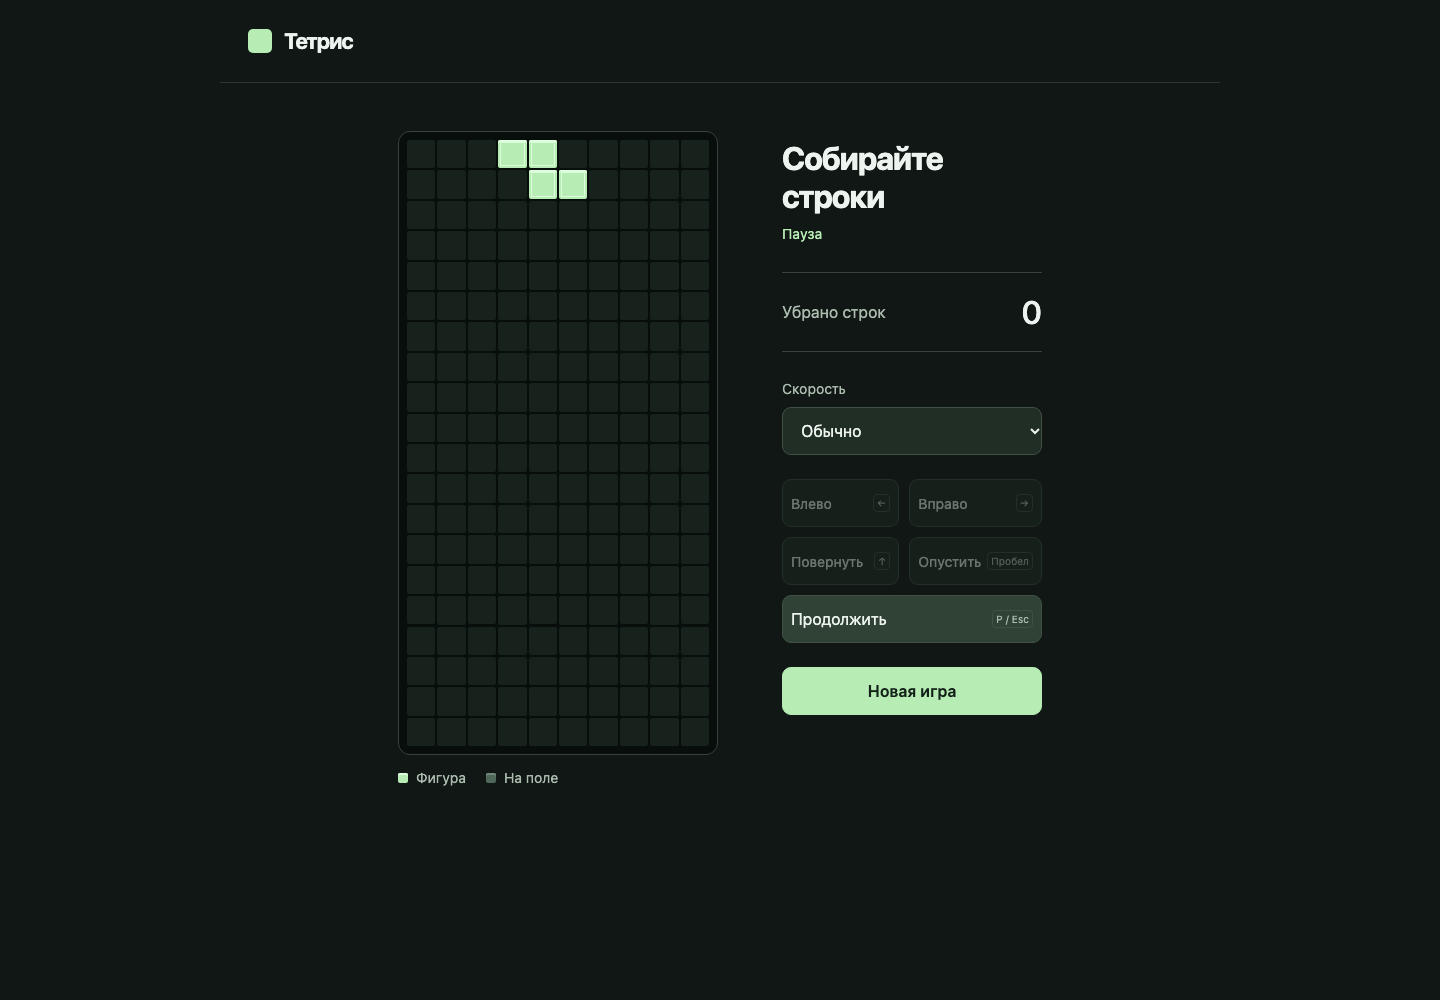 Тетрис
Собирайте
строки
Пауза
Убрано строк 0
Скорость
Обычно
Влево ← Вправо →
Повернуть ↑ Опустить Пробел
Продолжить P / Esc
Новая игра
Фигура На поле